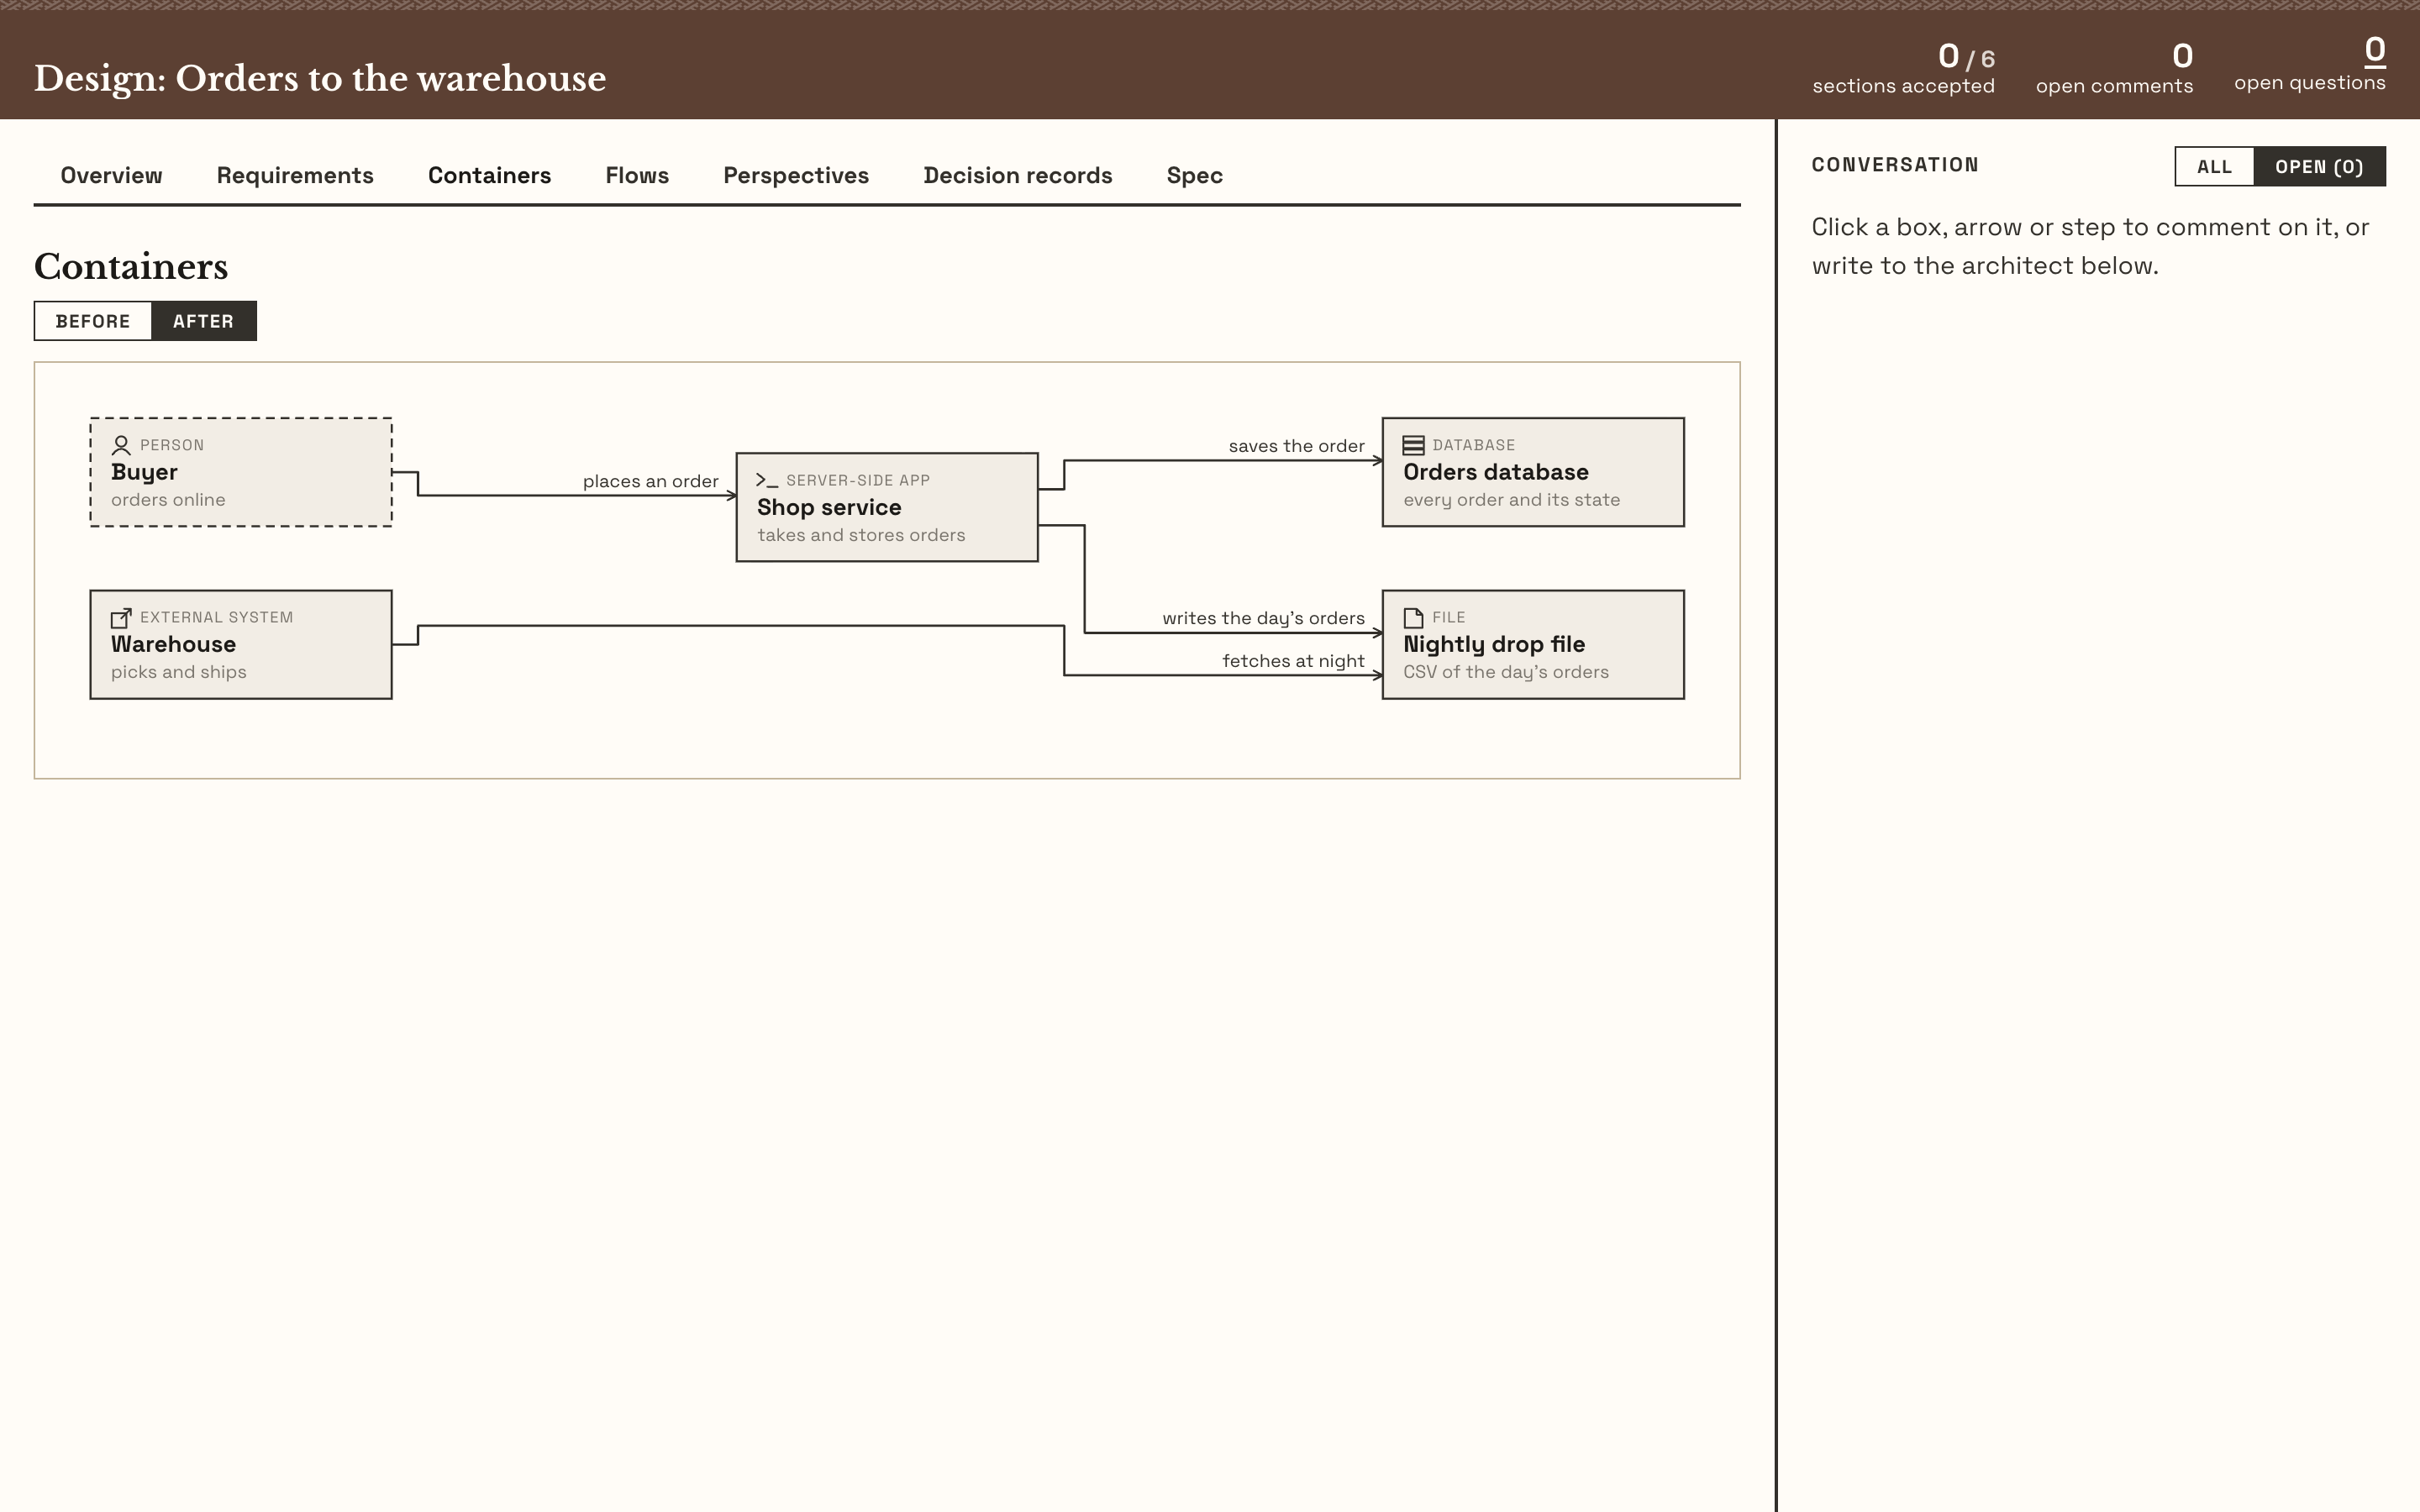 Design: Orders to the warehouse
0 / 6
sections accepted
0
open comments
0
open questions
Overview
Requirements
Containers
Flows
Perspectives
Decision records
Spec
Containers
BEFORE
AFTER
PERSON
Buyer
orders online
places an order
SERVER-SIDE APP
Shop service
takes and stores orders
saves the order
DATABASE
Orders database
every order and its state
EXTERNAL SYSTEM
Warehouse
picks and ships
writes the day's orders
fetches at night
FILE
Nightly drop file
CSV of the day's orders
CONVERSATION
ALL
OPEN (0)
Click a box, arrow or step to comment on it, or
write to the architect below.